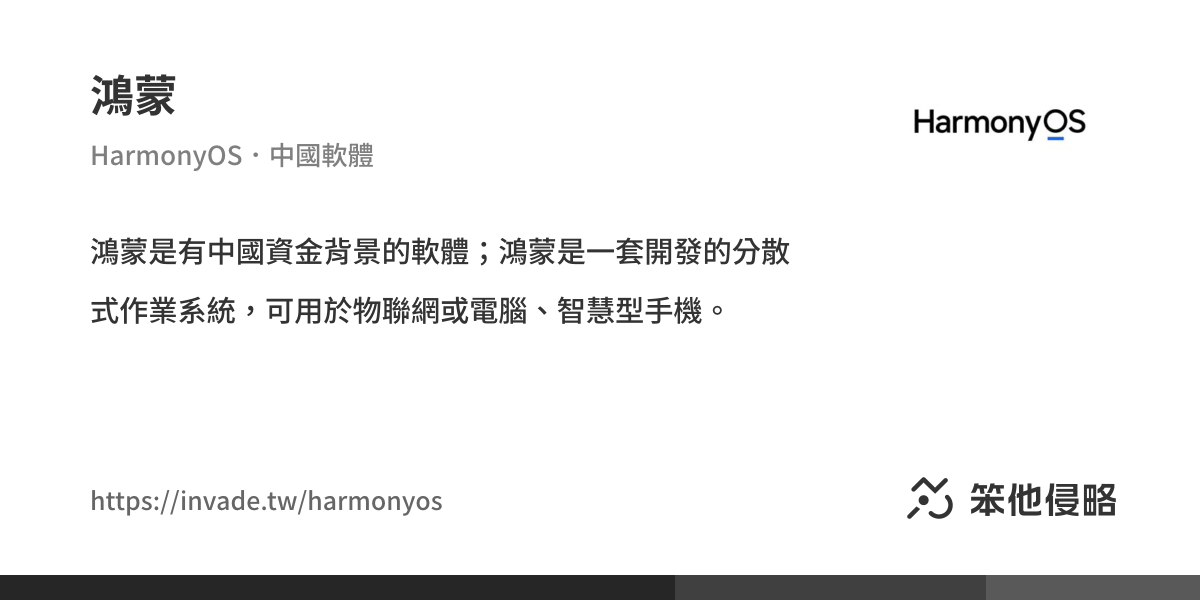 鴻蒙
HarmonyOS
HarmonyOS・中國軟體
鴻蒙是有中國資金背景的軟體；鴻蒙是一套開發的分散
式作業系統，可用於物聯網或電腦、智慧型手機。
https://invade.tw/harmonyos
笨他侵略